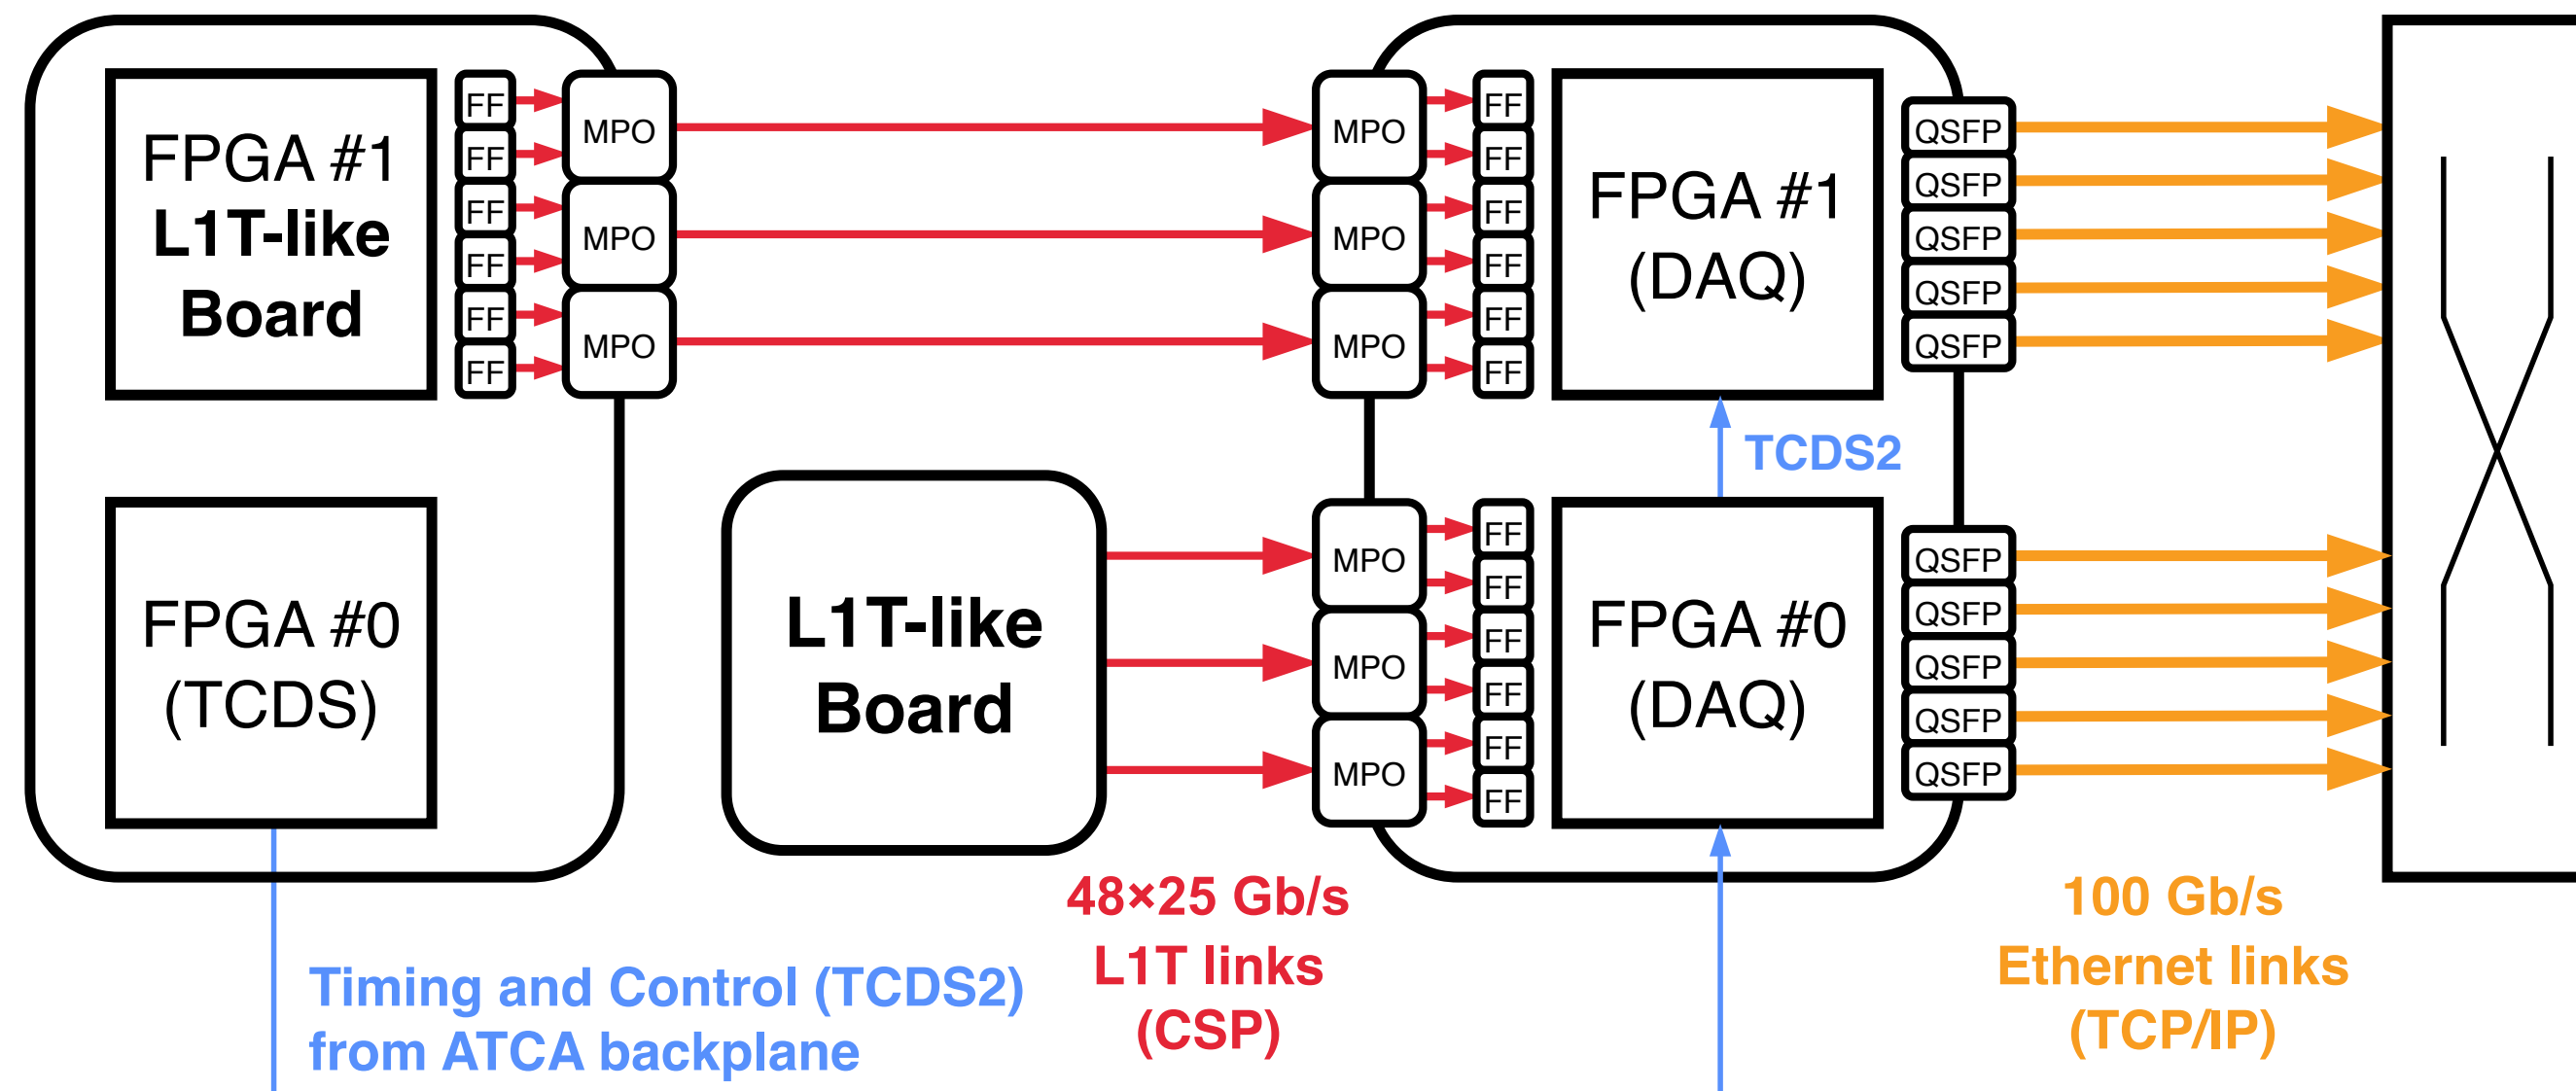 FPGA #1
L1T-like
Board
FF
FF
FF
FF
FF
FF
MPO
MPO
MPO
FPGA #0
(TCDS)
L1T-like
Board
MPO
MPO
MPO
FF
FF
FF
FF
FF
FF
FPGA #1
(DAQ)
QSFP
QSFP
QSFP
QSFP
QSFP
TCDS2
MPO
MPO
MPO
FF
FF
FF
FF
FF
FF
FPGA #0
(DAQ)
QSFP
QSFP
QSFP
QSFP
QSFP
Timing and Control (TCDS2)
from ATCA backplane
48×25 Gb/s
L1T links
(CSP)
100 Gb/s
Ethernet links
(TCP/IP)